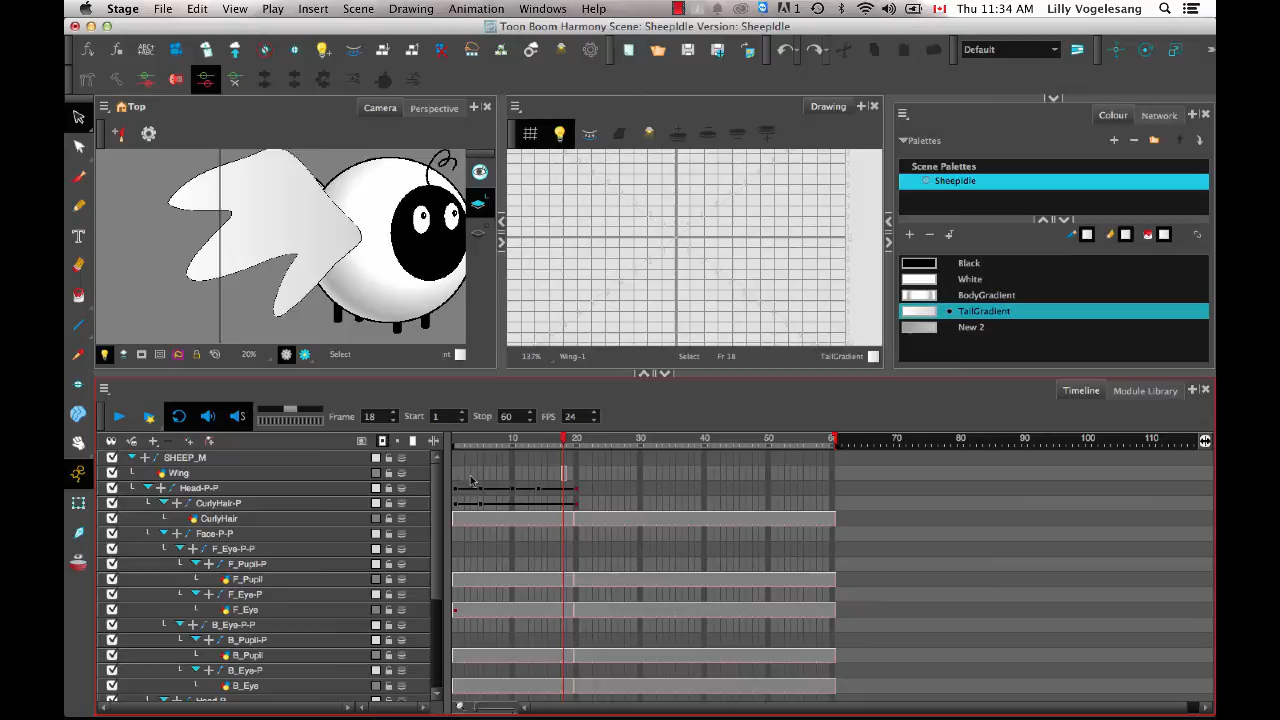 Stage File Edit View Play Insert Scene Drawing Animation Windows Help 1 Thu 11:34 AM Lilly Vogelesang
Toon Boom Harmony Scene: SheepIdle Version: SheepIdle
Default
Top Camera Perspective
Drawing
Colour Network
Palettes
Scene Palettes
SheepIdle
Black
White
BodyGradient
TailGradient
New 2
20% Select
137% Wing-1 Select Fr 18 TailGradient
Timeline Module Library
Frame 18 Start 1 Stop 60 FPS 24
10 20 30 40 50 60 70 80 90 100 110
SHEEP_M
Wing
Head-P-P
CurlyHair-P
CurlyHair
Face-P-P
F_Eye-P-P
F_Pupil-P
F_Pupil
F_Eye-P
F_Eye
B_Eye-P-P
B_Pupil-P
B_Pupil
B_Eye-P
B_Eye